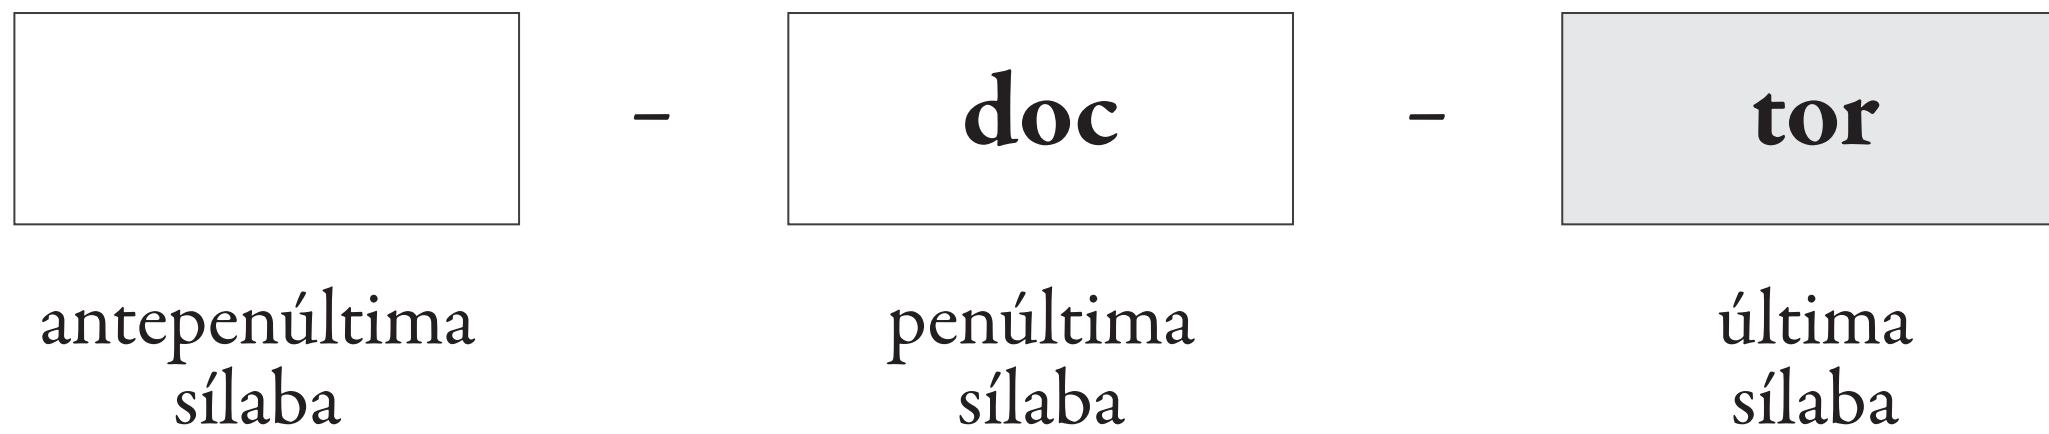 – doc – tor
antepenúltima penúltima última
sílaba sílaba sílaba